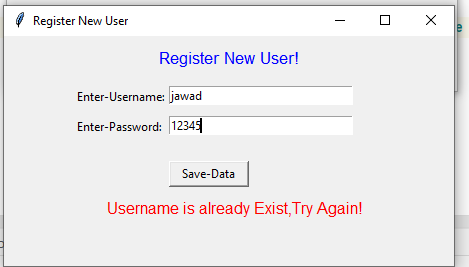 Register New User
Register New User!
Enter-Username: jawad
Enter-Password: 12345
Save-Data
Username is already Exist,Try Again!